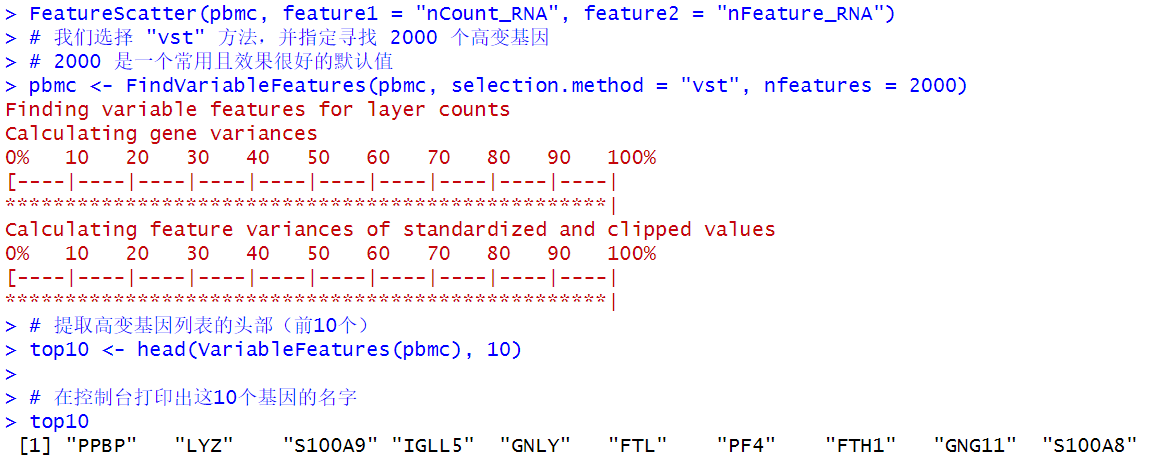 > FeatureScatter(pbmc, feature1 = "nCount_RNA", feature2 = "nFeature_RNA")
> # 我们选择 "vst" 方法，并指定寻找 2000 个高变基因
> # 2000 是一个常用且效果很好的默认值
> pbmc <- FindVariableFeatures(pbmc, selection.method = "vst", nfeatures = 2000)
Finding variable features for layer counts
Calculating gene variances
0%   10   20   30   40   50   60   70   80   90   100%
[----|----|----|----|----|----|----|----|----|----|
**************************************************|
Calculating feature variances of standardized and clipped values
0%   10   20   30   40   50   60   70   80   90   100%
[----|----|----|----|----|----|----|----|----|----|
**************************************************|
> # 提取高变基因列表的头部（前10个）
> top10 <- head(VariableFeatures(pbmc), 10)
>
> # 在控制台打印出这10个基因的名字
> top10
 [1] "PPBP"   "LYZ"    "S100A9" "IGLL5"  "GNLY"   "FTL"    "PF4"    "FTH1"   "GNG11"  "S100A8"